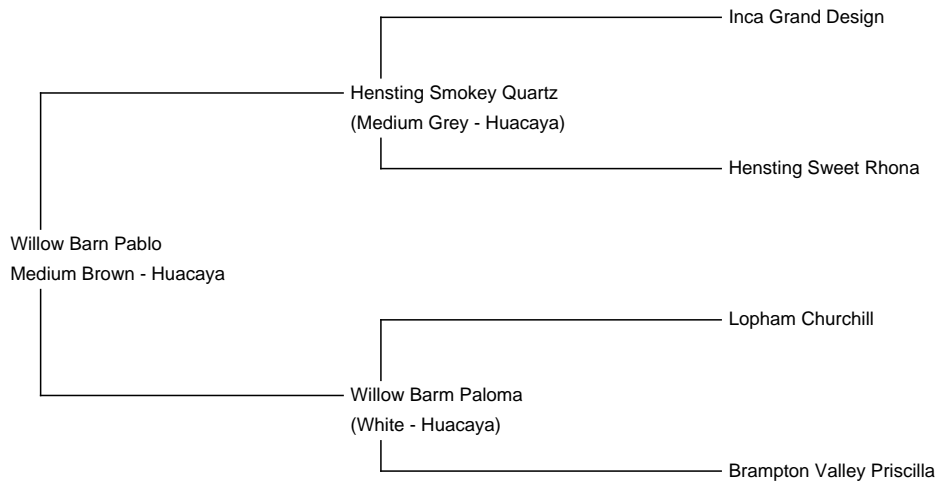 Inca Grand Design
Hensting Smokey Quartz
(Medium Grey - Huacaya)
Hensting Sweet Rhona
Willow Barn Pablo
Medium Brown - Huacaya
Lopham Churchill
Willow Barm Paloma
(White - Huacaya)
Brampton Valley Priscilla